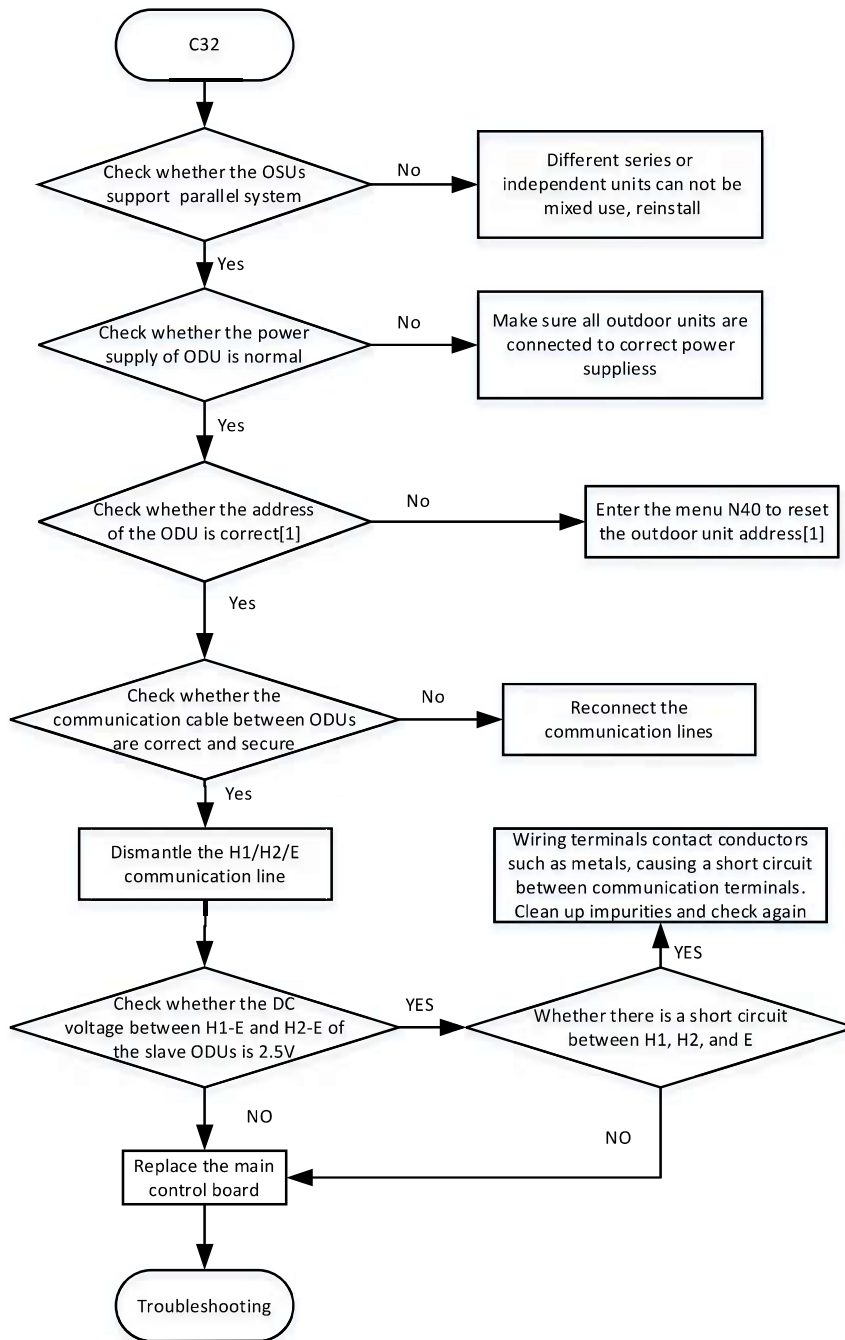 C32
Check whether the OSUs
support parallel system
No
Different series or
independent units can not be
mixed use, reinstall
Yes
Check whether the power
supply of ODU is normal
No
Make sure all outdoor units are
connected to correct power
suppliess
Yes
Check whether the address
of the ODU is correct[1]
No
Enter the menu N40 to reset
the outdoor unit address[1]
Yes
Check whether the
communication cable between ODUs
are correct and secure
No
Reconnect the
communication lines
Yes
Dismantle the H1/H2/E
communication line
Wiring terminals contact conductors
such as metals, causing a short circuit
between communication terminals.
Clean up impurities and check again
YES
Check whether the DC
voltage between H1-E and H2-E of
the slave ODUs is 2.5V
YES
Whether there is a short circuit
between H1, H2, and E
NO
NO
Replace the main
control board
Troubleshooting